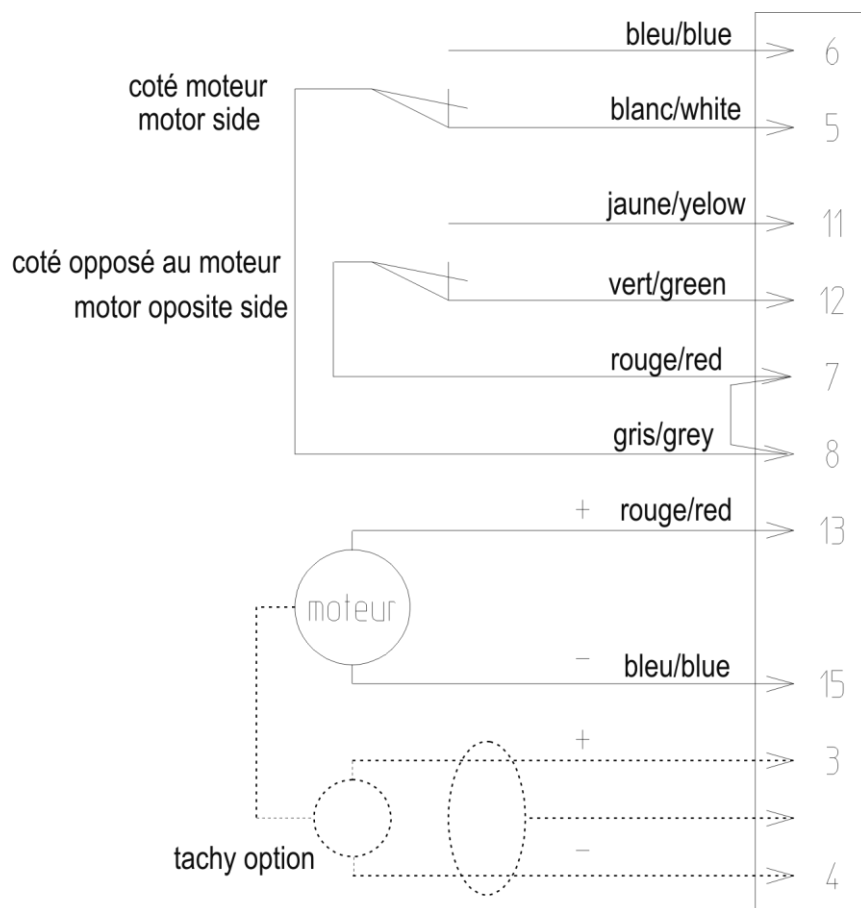 bleu/blue
6
coté moteur
motor side
blanc/white
5
jaune/yelow
11
coté opposé au moteur
motor oposite side
vert/green
12
rouge/red
7
gris/grey
8
+ rouge/red
13
moteur
− bleu/blue
15
+
3
tachy option
−
4